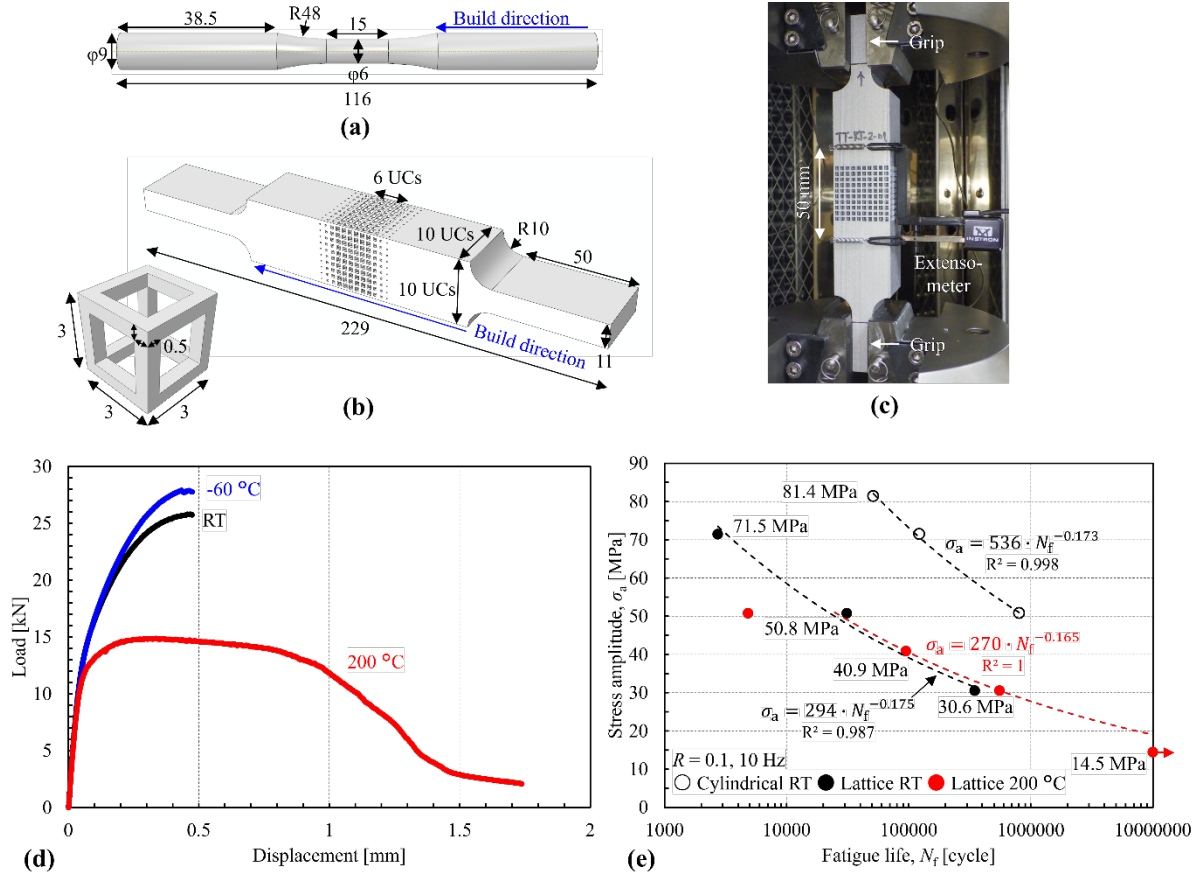 38.5
R48
15
Build direction
φ9
φ6
116
(a)
6 UCs
10 UCs
R10
50
10 UCs
Build direction
229
11
3
0.5
3
3
(b)
Grip
TT-RT-2-01
50 mm
INSTRON
Extenso-
meter
Grip
(c)
30
25
20
15
10
5
0
Load [kN]
-60 °C
RT
200 °C
0
0.5
1
1.5
2
Displacement [mm]
(d)
90
80
70
60
50
40
30
20
10
0
Stress amplitude, σa [MPa]
81.4 MPa
71.5 MPa
σa = 536 · Nf^−0.173
R² = 0.998
50.8 MPa
σa = 270 · Nf^−0.165
R² = 1
40.9 MPa
σa = 294 · Nf^−0.175
R² = 0.987
30.6 MPa
14.5 MPa
R = 0.1, 10 Hz
Cylindrical RT
Lattice RT
Lattice 200 °C
1000
10000
100000
1000000
10000000
Fatigue life, Nf [cycle]
(e)